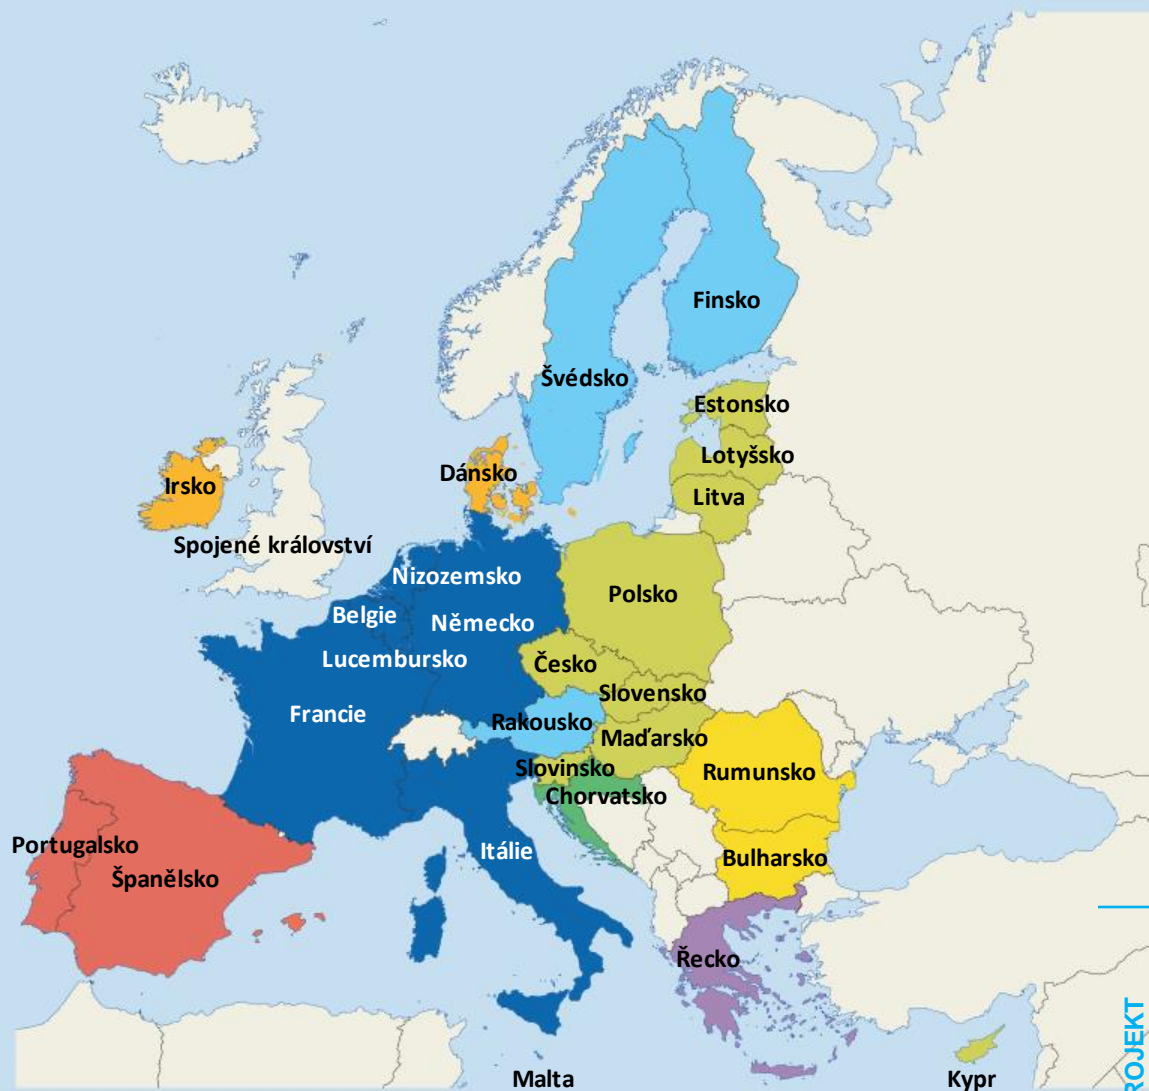 Finsko
Švédsko
Estonsko
Lotyšsko
Dánsko
Irsko
Litva
Spojené království
Nizozemsko
Polsko
Belgie
Německo
Lucembursko
Česko
Slovensko
Francie
Rakousko
Maďarsko
Slovinsko
Rumunsko
Chorvatsko
Portugalsko
Itálie
Bulharsko
Španělsko
Řecko
Malta
Kypr